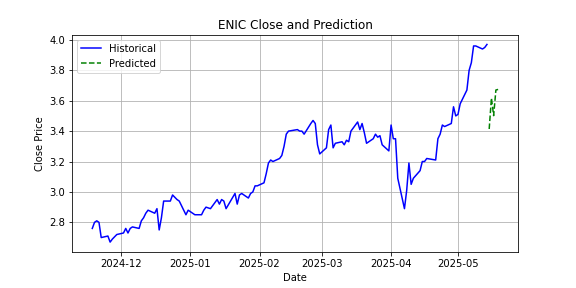 ENIC Close and Prediction
4.0
3.8
3.6
3.4
3.2
3.0
2.8
Close Price
Historical
Predicted
2024-12
2025-01
2025-02
2025-03
2025-04
2025-05
Date